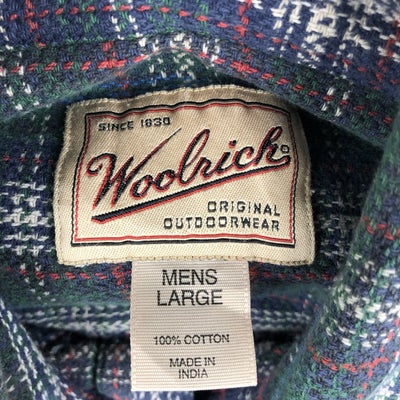 SINCE 1830
Woolrich®
ORIGINAL
OUTDOORWEAR
MENS
LARGE
100% COTTON
MADE IN
INDIA